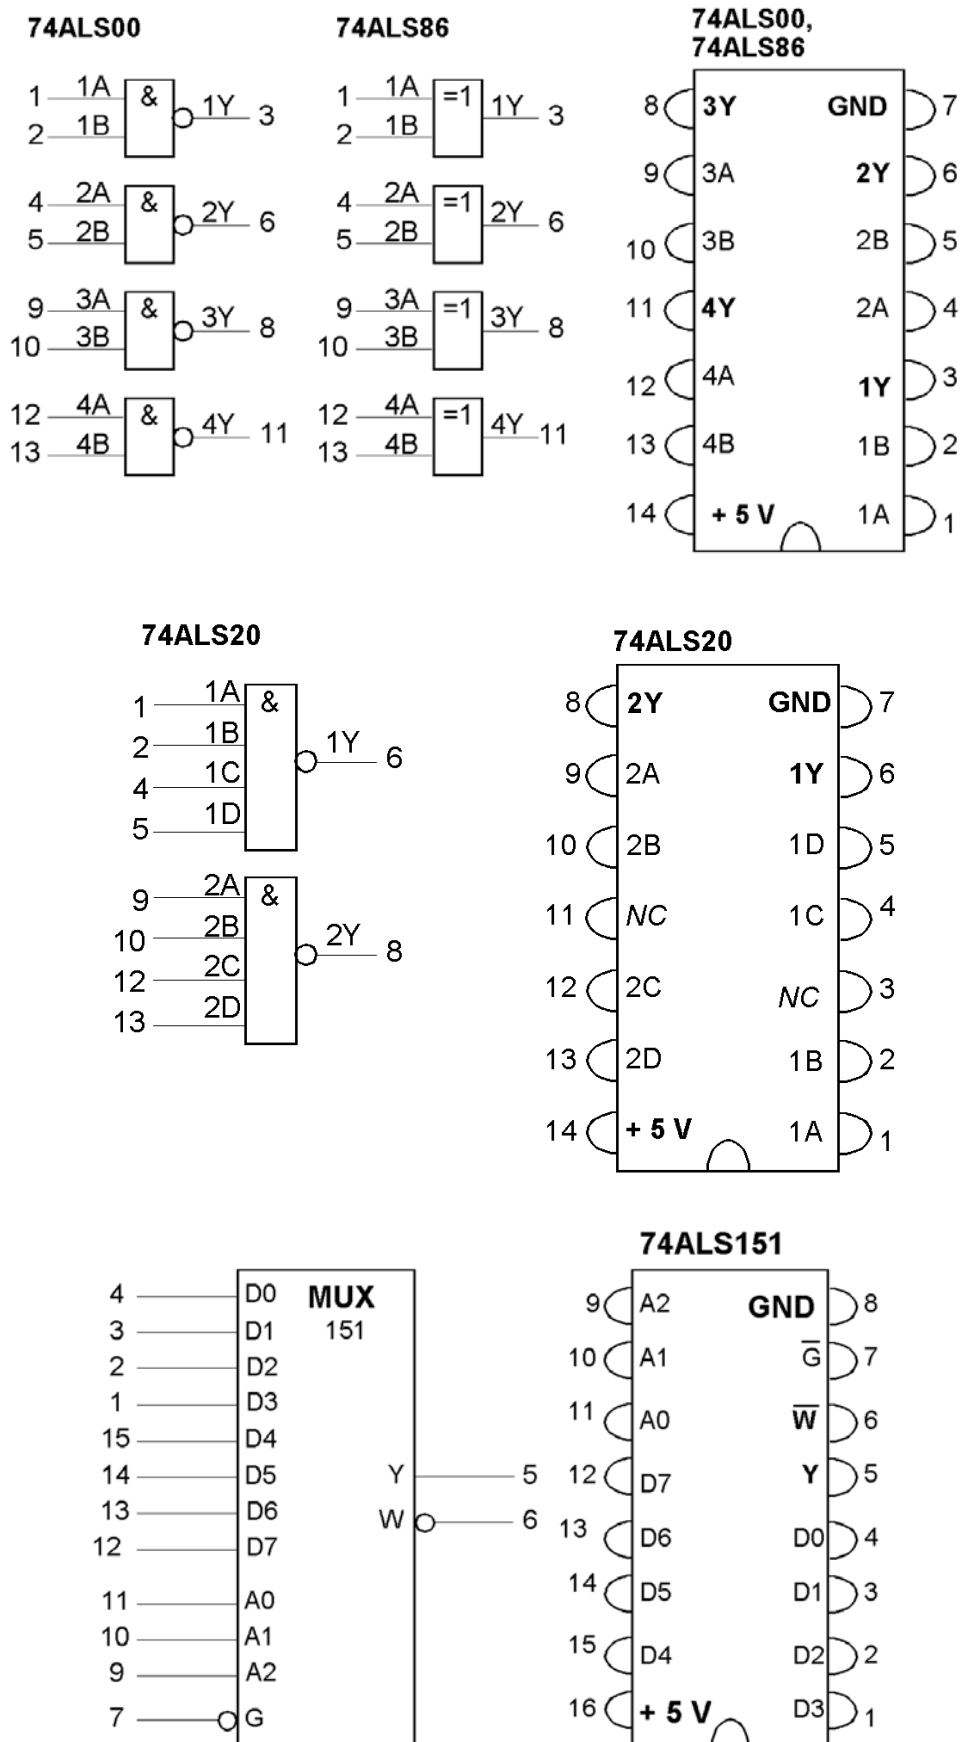 74ALS00
1 1A & 1Y 3
2 1B
4 2A & 2Y 6
5 2B
9 3A & 3Y 8
10 3B
12 4A & 4Y 11
13 4B
74ALS86
1 1A =1 1Y 3
2 1B
4 2A =1 2Y 6
5 2B
9 3A =1 3Y 8
10 3B
12 4A =1 4Y 11
13 4B
74ALS00,
74ALS86
8 3Y GND 7
9 3A 2Y 6
10 3B 2B 5
11 4Y 2A 4
12 4A 1Y 3
13 4B 1B 2
14 + 5 V 1A 1
74ALS20
1 1A &
2 1B 1Y 6
4 1C
5 1D
9 2A &
10 2B 2Y 8
12 2C
13 2D
74ALS20
8 2Y GND 7
9 2A 1Y 6
10 2B 1D 5
11 NC 1C 4
12 2C NC 3
13 2D 1B 2
14 + 5 V 1A 1
4 D0 MUX
3 D1 151
2 D2
1 D3
15 D4
14 D5 Y 5
13 D6 W 6
12 D7
11 A0
10 A1
9 A2
7 G
74ALS151
9 A2 GND 8
10 A1 G̅ 7
11 A0 W̅ 6
12 D7 Y 5
13 D6 D0 4
14 D5 D1 3
15 D4 D2 2
16 + 5 V D3 1